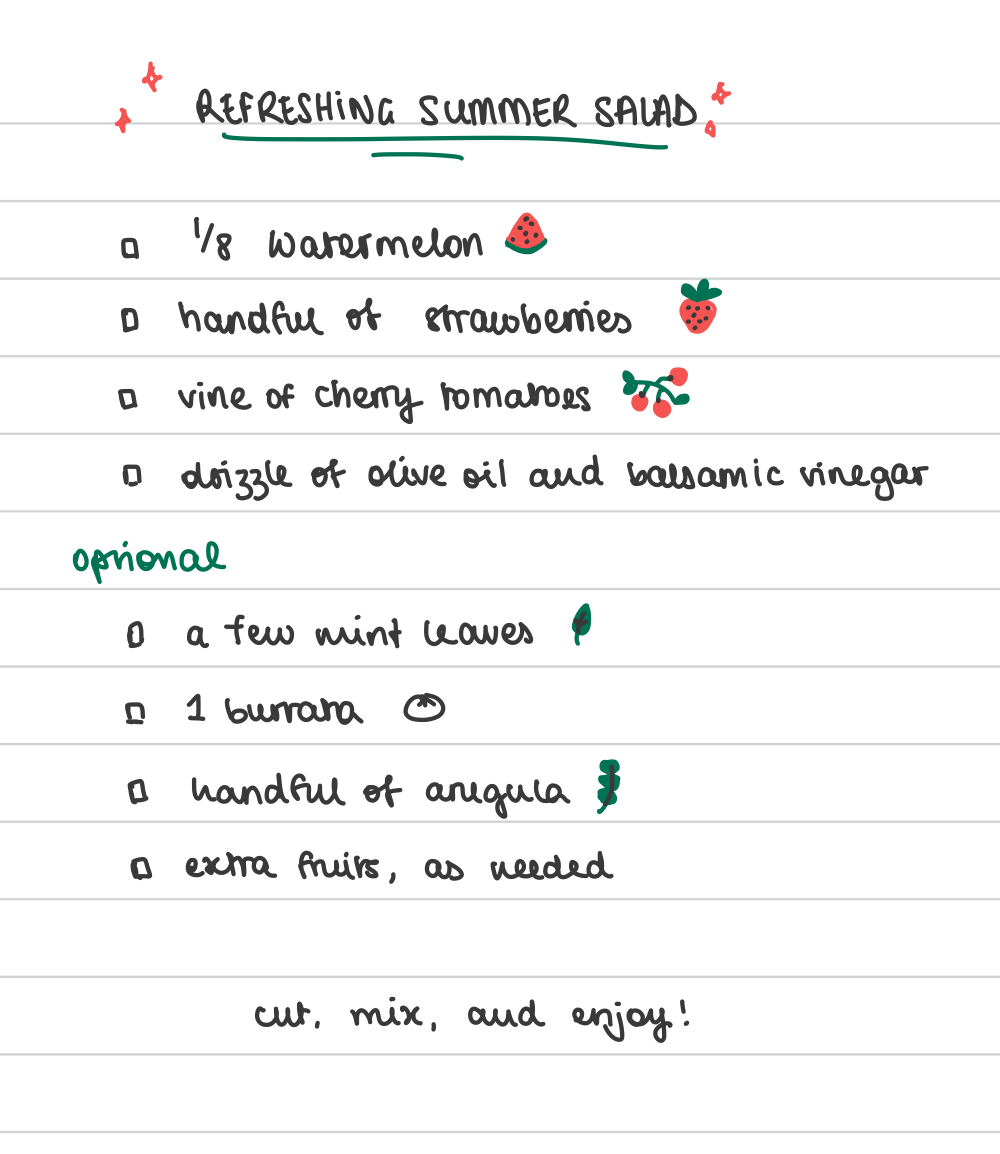 REFRESHING SUMMER SALAD
1/8 watermelon
handful of strawberries
vine of cherry tomatoes
drizzle of olive oil and balsamic vinegar
optional
a few mint leaves
1 burrata
handful of arugula
extra fruits, as needed
cut, mix, and enjoy!